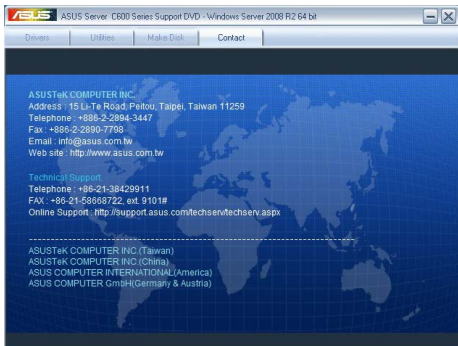 ASUS ASUS Server C600 Series Support DVD - Windows Server 2008 R2 64 bit
Drivers Utilities Make Disk Contact
ASUSTeK COMPUTER INC.
Address : 15 Li-Te Road, Peitou, Taipei, Taiwan 11259
Telephone : +886-2-2894-3447
Fax : +886-2-2890-7798
Email : info@asus.com.tw
Web site : http://www.asus.com.tw
Technical Support
Telephone : +86-21-38429911
FAX : +86-21-58668722, ext. 9101#
Online Support : http://support.asus.com/techserv/techserv.aspx
ASUSTeK COMPUTER INC.(Taiwan)
ASUSTeK COMPUTER INC.(China)
ASUS COMPUTER INTERNATIONAL(America)
ASUS COMPUTER GmbH(Germany & Austria)